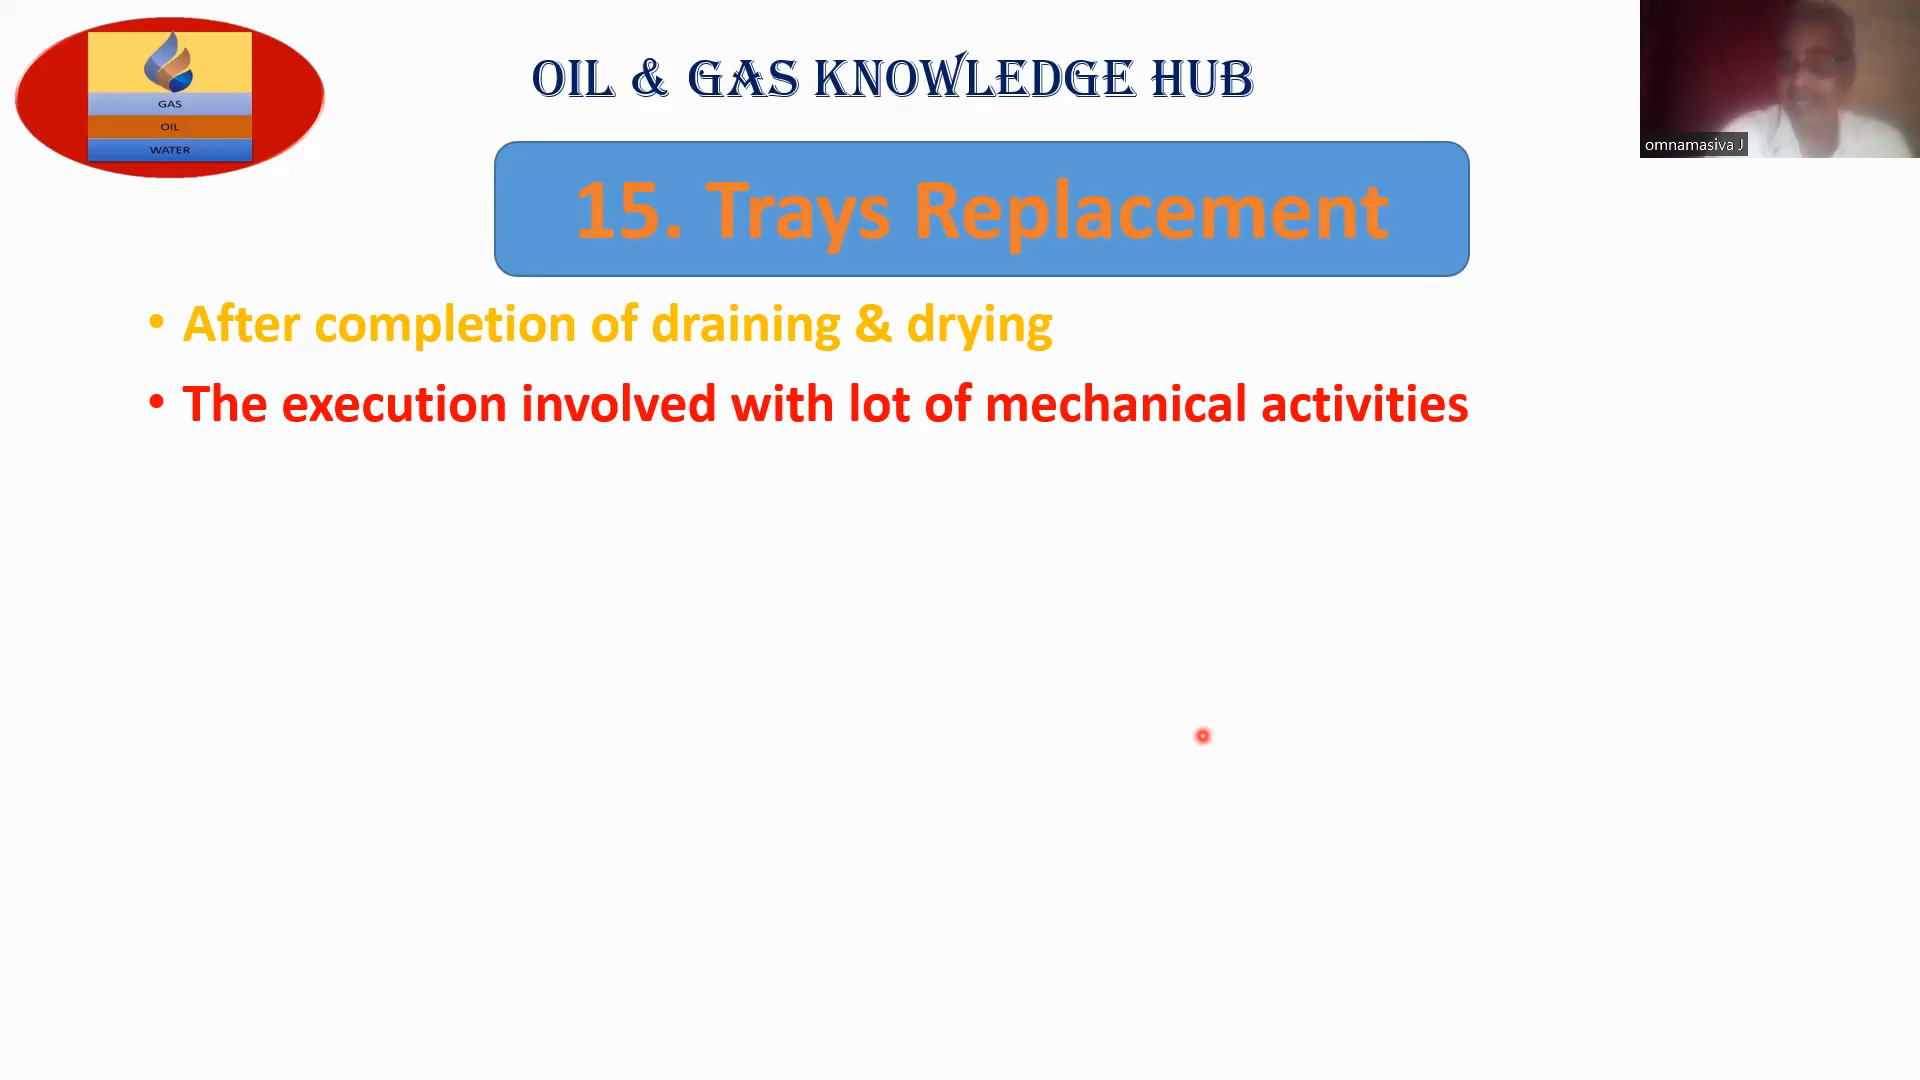 GAS
OIL
WATER
OIL & GAS KNOWLEDGE HUB
omnamasiva J
15. Trays Replacement
• After completion of draining & drying
• The execution involved with lot of mechanical activities